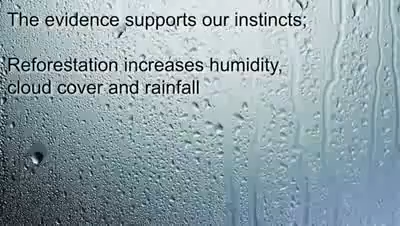 The evidence supports our instincts;
Reforestation increases humidity,
cloud cover and rainfall